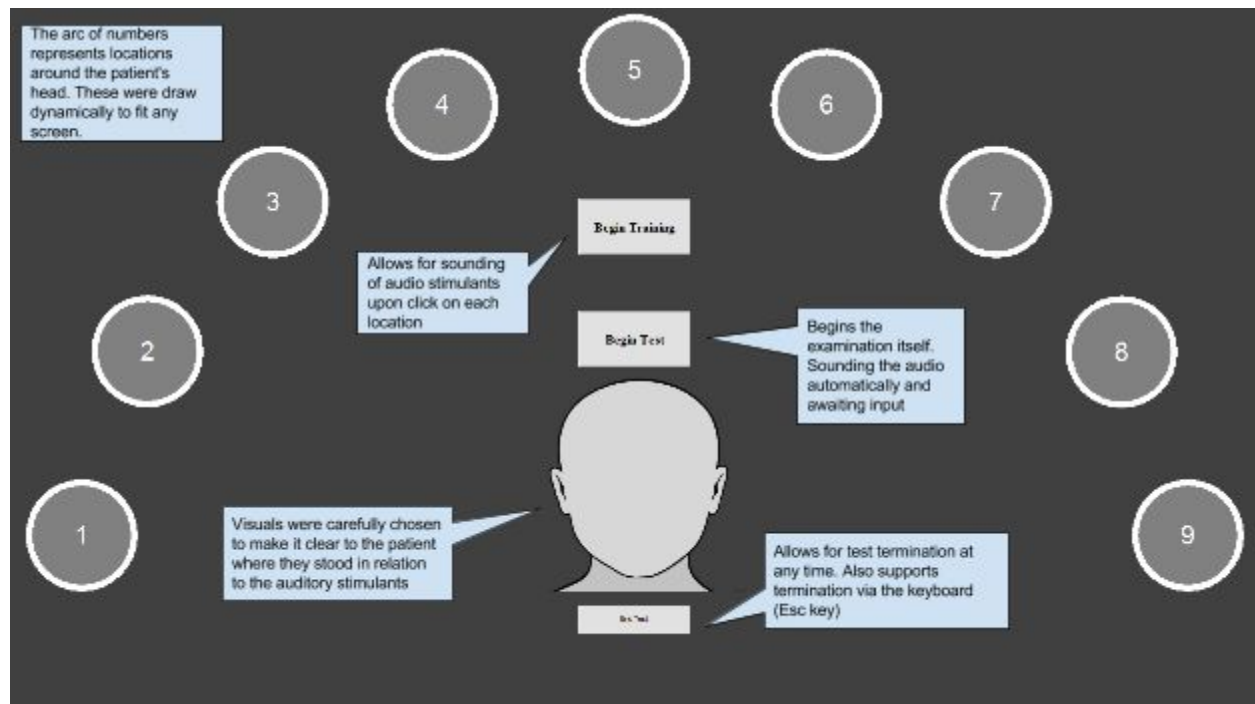 The arc of numbers
represents locations
around the patient's
head. These were draw
dynamically to fit any
screen.
5
4
6
3
7
Begin Training
Allows for sounding
of audio stimulants
upon click on each
location
2
Begin Test
Begins the
examination itself.
Sounding the audio
automatically and
awaiting input
8
1
Visuals were carefully chosen
to make it clear to the patient
where they stood in relation
to the auditory stimulants
9
Allows for test termination at
any time. Also supports
termination via the keyboard
(Esc key)
Test